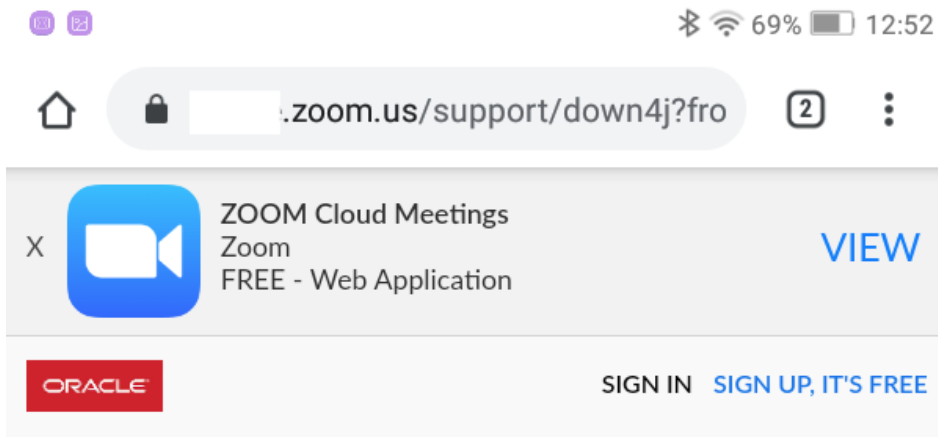 69% 12:52
.zoom.us/support/down4j?fro 2
ZOOM Cloud Meetings
X Zoom VIEW
FREE - Web Application
ORACLE SIGN IN SIGN UP, IT'S FREE